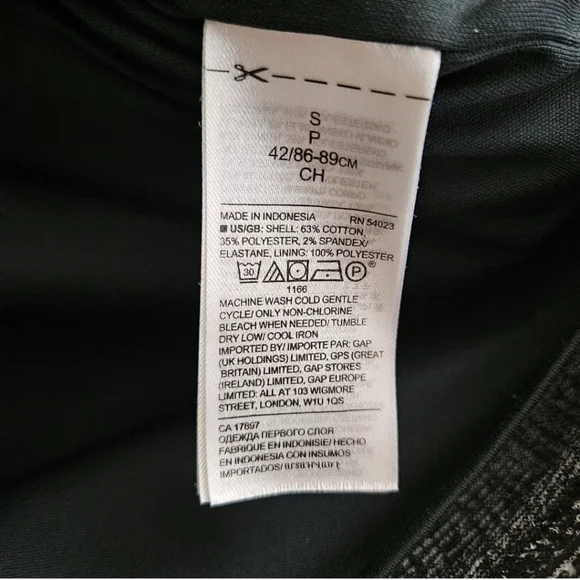 S
P
42/86-89CM
CH
MADE IN INDONESIA RN 54023
US/GB: SHELL: 63% COTTON,
35% POLYESTER, 2% SPANDEX/
ELASTANE, LINING: 100% POLYESTER
30 P ®
1166
MACHINE WASH COLD GENTLE
CYCLE/ ONLY NON-CHLORINE
BLEACH WHEN NEEDED/ TUMBLE
DRY LOW/ COOL IRON
IMPORTED BY/ IMPORTE PAR: GAP
(UK HOLDINGS) LIMITED, GPS (GREAT
BRITAIN) LIMITED, GAP STORES
(IRELAND) LIMITED, GAP EUROPE
LIMITED: ALL AT 103 WIGMORE
STREET, LONDON, W1U 1QS
CA 17897
ОДЕЖДА ПЕРВОГО СЛОЯ
FABRIQUE EN INDONISIE/ HECHO
EN INDONESIA CON INSUMOS
IMPORTADOS/